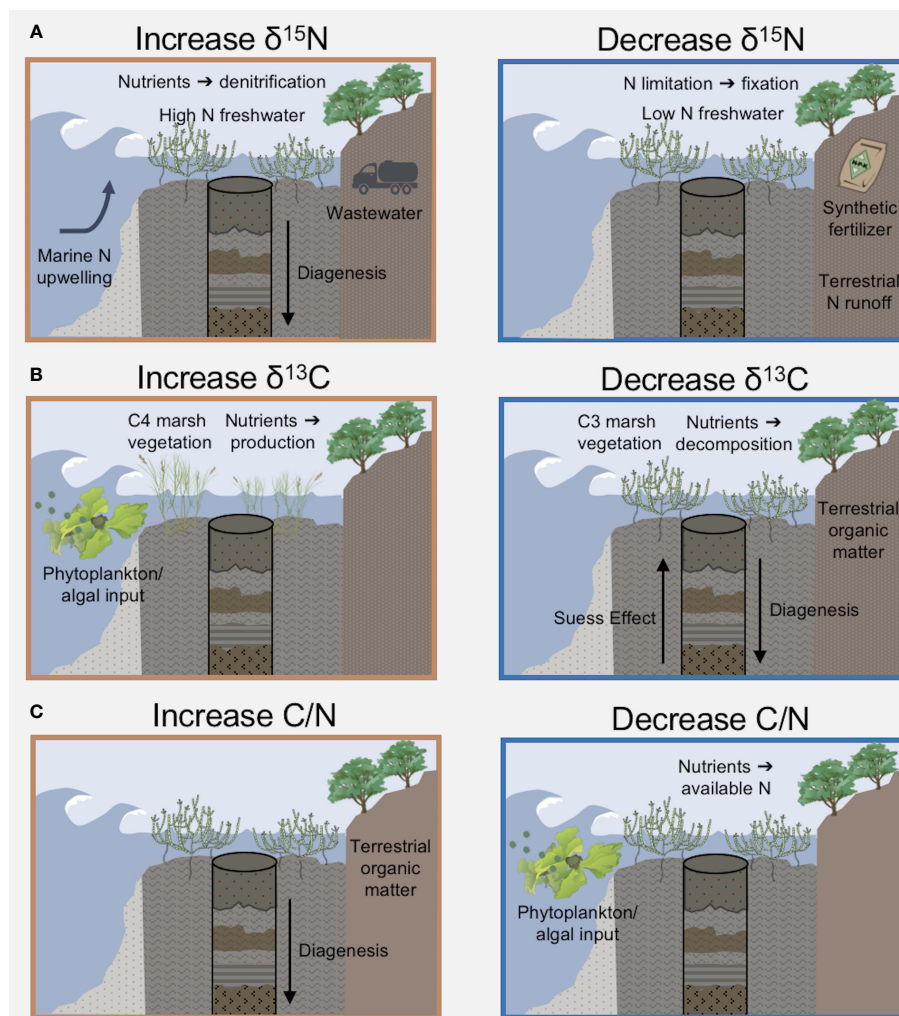 A
Increase δ¹⁵N
Nutrients ➔ denitrification
High N freshwater
Wastewater
Marine N
upwelling
Diagenesis
Decrease δ¹⁵N
N limitation ➔ fixation
Low N freshwater
NPK
Synthetic
fertilizer
Terrestrial
N runoff
B
Increase δ¹³C
C4 marsh
vegetation
Nutrients ➔
production
Phytoplankton/
algal input
Decrease δ¹³C
C3 marsh
vegetation
Nutrients ➔
decomposition
Terrestrial
organic
matter
Suess Effect
Diagenesis
C
Increase C/N
Terrestrial
organic
matter
Diagenesis
Decrease C/N
Nutrients ➔
available N
Phytoplankton/
algal input